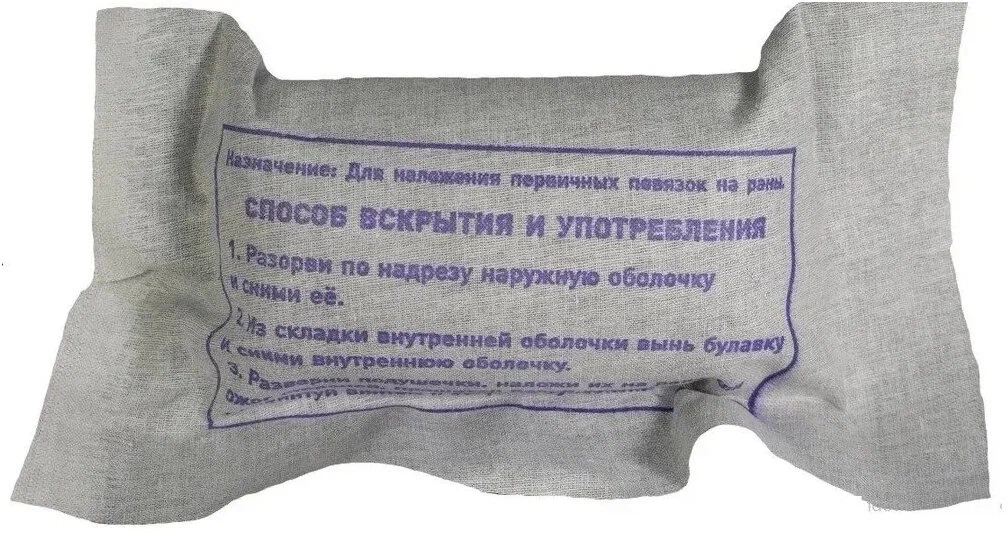 Назначение: Для наложения первичных повязок на раны.
СПОСОБ ВСКРЫТИЯ И УПОТРЕБЛЕНИЯ
1. Разорви по надрезу наружную оболочку
и сними её.
2. Из складки внутренней оболочки вынь булавку
и сними внутреннюю оболочку.
3. Разверни подушечки, наложи их на